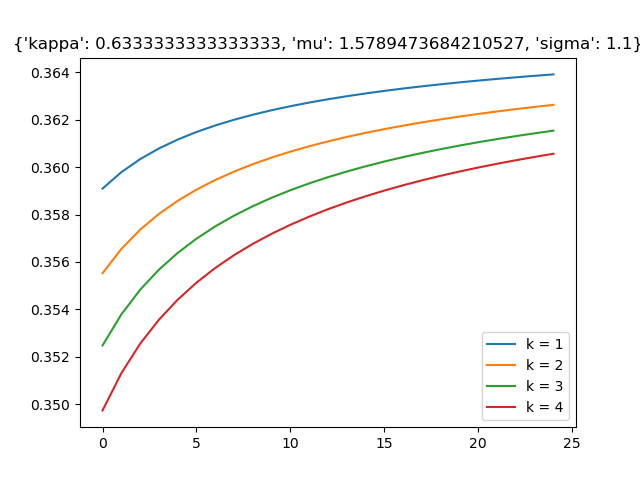 {'kappa': 0.6333333333333333, 'mu': 1.5789473684210527, 'sigma': 1.1}
0.364
0.362
0.360
0.358
0.356
0.354
0.352
0.350
k = 1
k = 2
k = 3
k = 4
0 5 10 15 20 25